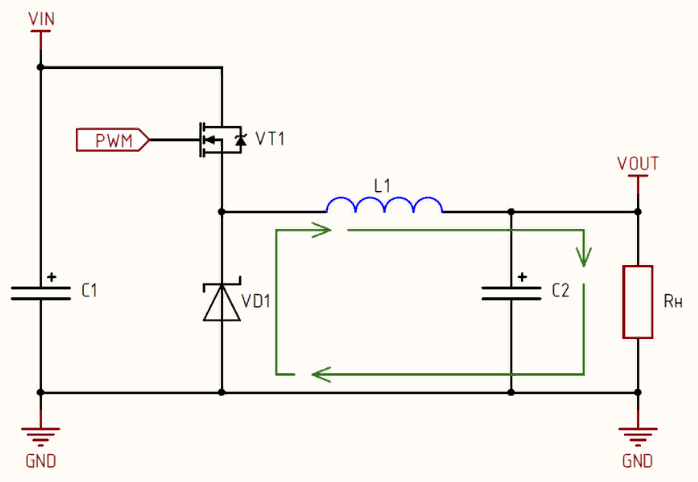 VIN
PWM
VT1
L1
VOUT
+
C1
VD1
+
C2
RH
GND
GND